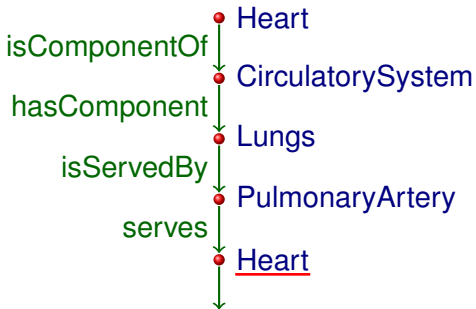 Heart
isComponentOf
CirculatorySystem
hasComponent
Lungs
isServedBy
PulmonaryArtery
serves
Heart